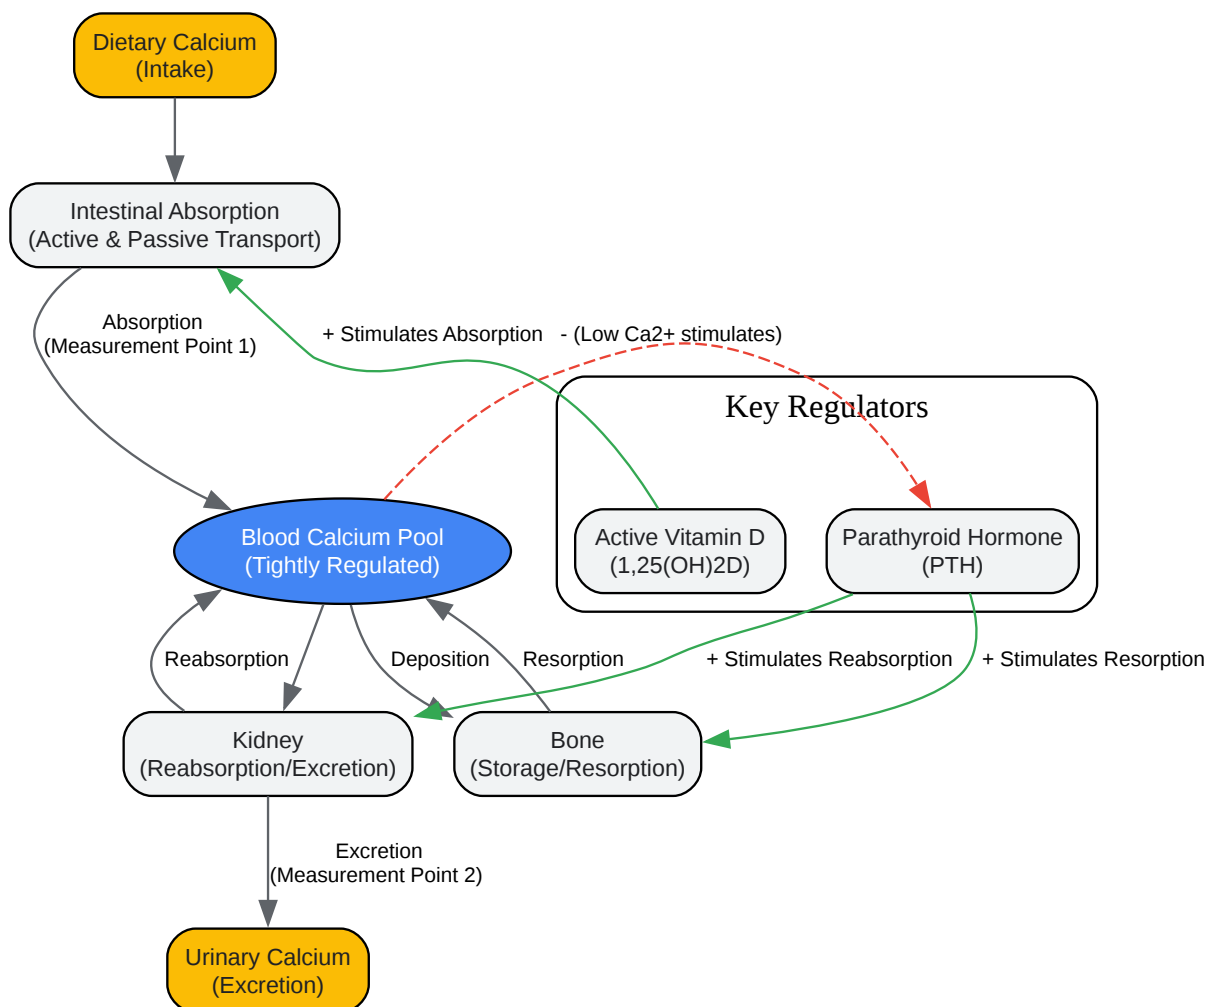 Dietary Calcium
(Intake)
Intestinal Absorption
(Active & Passive Transport)
Absorption
(Measurement Point 1)
+ Stimulates Absorption
- (Low Ca2+ stimulates)
Key Regulators
Blood Calcium Pool
(Tightly Regulated)
Active Vitamin D
(1,25(OH)2D)
Parathyroid Hormone
(PTH)
Reabsorption
Deposition
Resorption
+ Stimulates Reabsorption
+ Stimulates Resorption
Kidney
(Reabsorption/Excretion)
Bone
(Storage/Resorption)
Excretion
(Measurement Point 2)
Urinary Calcium
(Excretion)